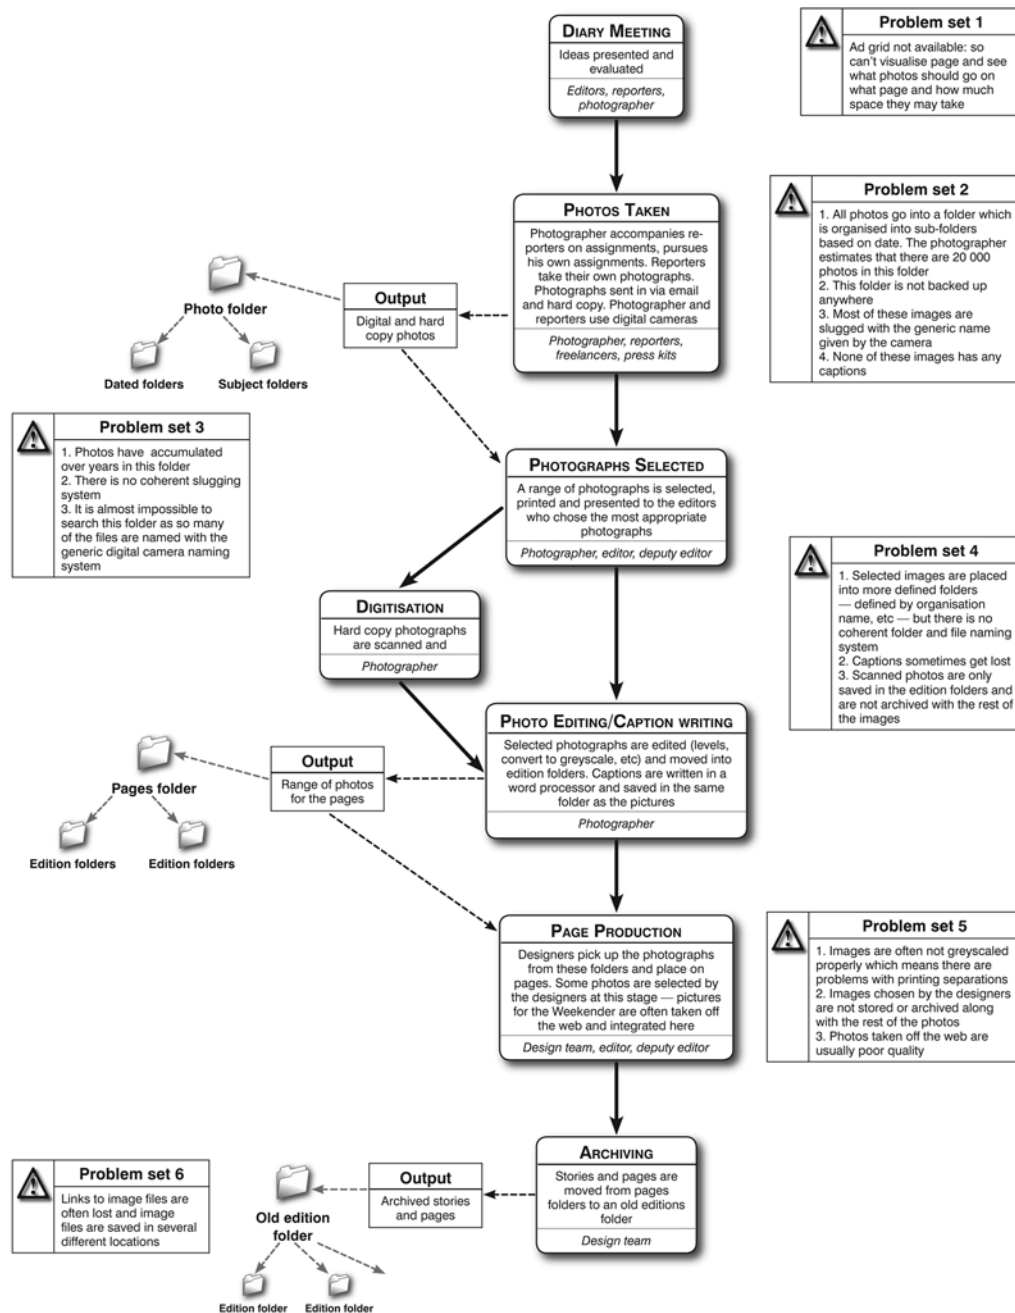 DIARY MEETING
Ideas presented and
evaluated
Editors, reporters,
photographer
Problem set 1
Ad grid not available: so
can't visualise page and see
what photos should go on
what page and how much
space they may take
PHOTOS TAKEN
Photographer accompanies re-
porters on assignments, pursues
his own assignments. Reporters
take their own photographs.
Photographs sent in via email
and hard copy. Photographer and
reporters use digital cameras
Photographer, reporters,
freelancers, press kits
Problem set 2
1. All photos go into a folder which
is organised into sub-folders
based on date. The photographer
estimates that there are 20 000
photos in this folder
2. This folder is not backed up
anywhere
3. Most of these images are
slugged with the generic name
given by the camera
4. None of these images has any
captions
Output
Digital and hard
copy photos
Photo folder
Dated folders
Subject folders
Problem set 3
1. Photos have accumulated
over years in this folder
2. There is no coherent slugging
system
3. It is almost impossible to
search this folder as so many
of the files are named with the
generic digital camera naming
system
PHOTOGRAPHS SELECTED
A range of photographs is selected,
printed and presented to the editors
who chose the most appropriate
photographs
Photographer, editor, deputy editor
Problem set 4
1. Selected images are placed
into more defined folders
— defined by organisation
name, etc — but there is no
coherent folder and file naming
system
2. Captions sometimes get lost
3. Scanned photos are only
saved in the edition folders and
are not archived with the rest of
the images
DIGITISATION
Hard copy photographs
are scanned and
Photographer
PHOTO EDITING/CAPTION WRITING
Selected photographs are edited (levels,
convert to greyscale, etc) and moved into
edition folders. Captions are written in a
word processor and saved in the same
folder as the pictures
Photographer
Output
Range of photos
for the pages
Pages folder
Edition folders
Edition folders
PAGE PRODUCTION
Designers pick up the photographs
from these folders and place on
pages. Some photos are selected by
the designers at this stage — pictures
for the Weekender are often taken off
the web and integrated here
Design team, editor, deputy editor
Problem set 5
1. Images are often not greyscaled
properly which means there are
problems with printing separations
2. Images chosen by the designers
are not stored or archived along
with the rest of the photos
3. Photos taken off the web are
usually poor quality
ARCHIVING
Stories and pages are
moved from pages
folders to an old editions
folder
Design team
Output
Archived stories
and pages
Old edition
folder
Edition folder
Edition folder
Problem set 6
Links to image files are
often lost and image
files are saved in several
different locations